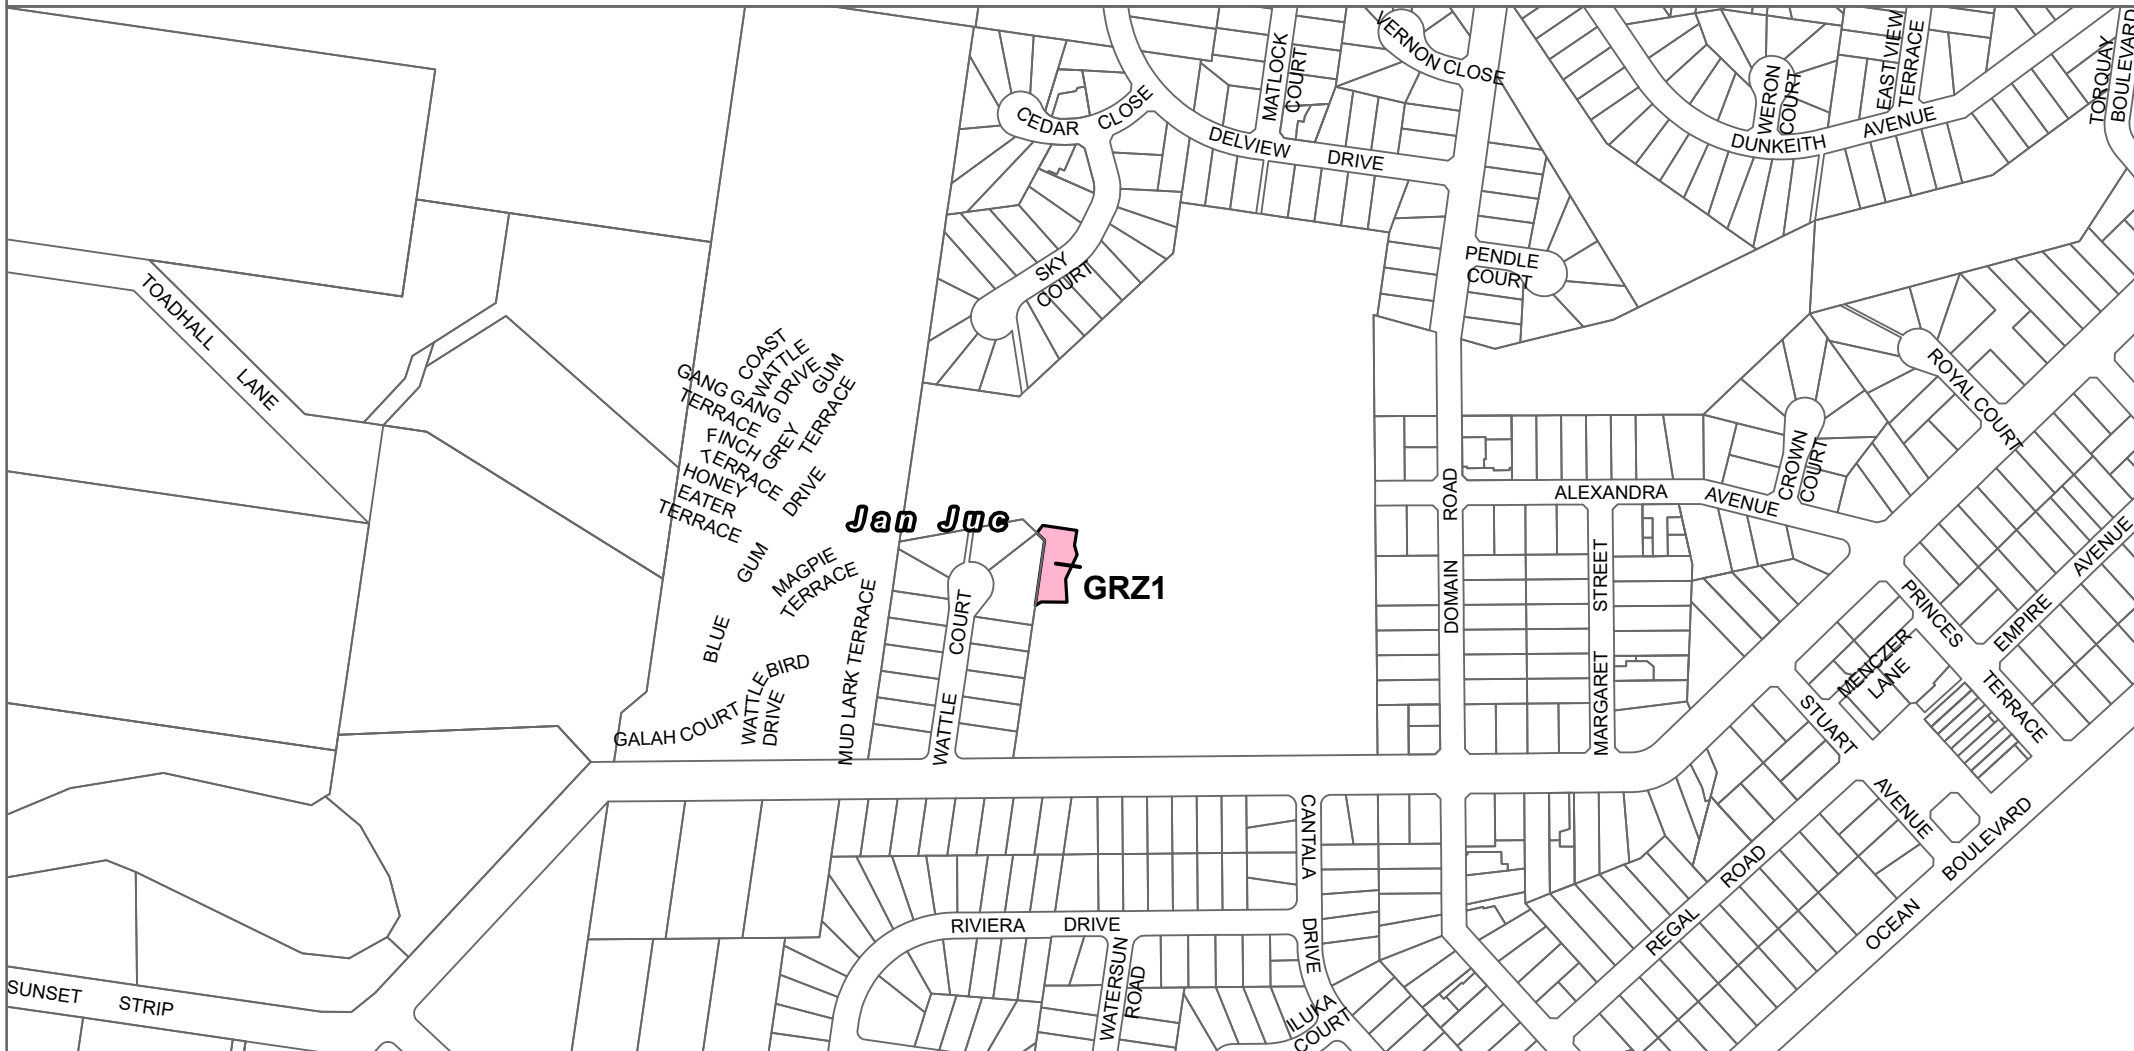 VERNON CLOSE
MATLOCK
COURT
EASTVIEW
TERRACE
WERON
COURT
TORQUAY
BOULEVARD
CEDAR CLOSE
DELVIEW DRIVE
DUNKEITH AVENUE
SKY
COURT
PENDLE
COURT
TOADHALL LANE
COAST
WATTLE
DRIVE
GUM
TERRACE
GANG GANG
TERRACE
GREY
FINCH
TERRACE
HONEY
EATER
TERRACE
DRIVE
ROYAL COURT
CROWN
COURT
ALEXANDRA AVENUE
DOMAIN ROAD
MARGARET STREET
Jan Juc
GRZ1
GUM
BLUE
MAGPIE
TERRACE
MUD LARK TERRACE
WATTLE COURT
WATTLE BIRD
DRIVE
GALAH COURT
PRINCES TERRACE
EMPIRE AVENUE
MENCZER
LANE
STUART AVENUE
CANTALA DRIVE
REGAL ROAD
OCEAN BOULEVARD
RIVIERA DRIVE
WATERSUN
ROAD
ILUKA
COURT
SUNSET STRIP